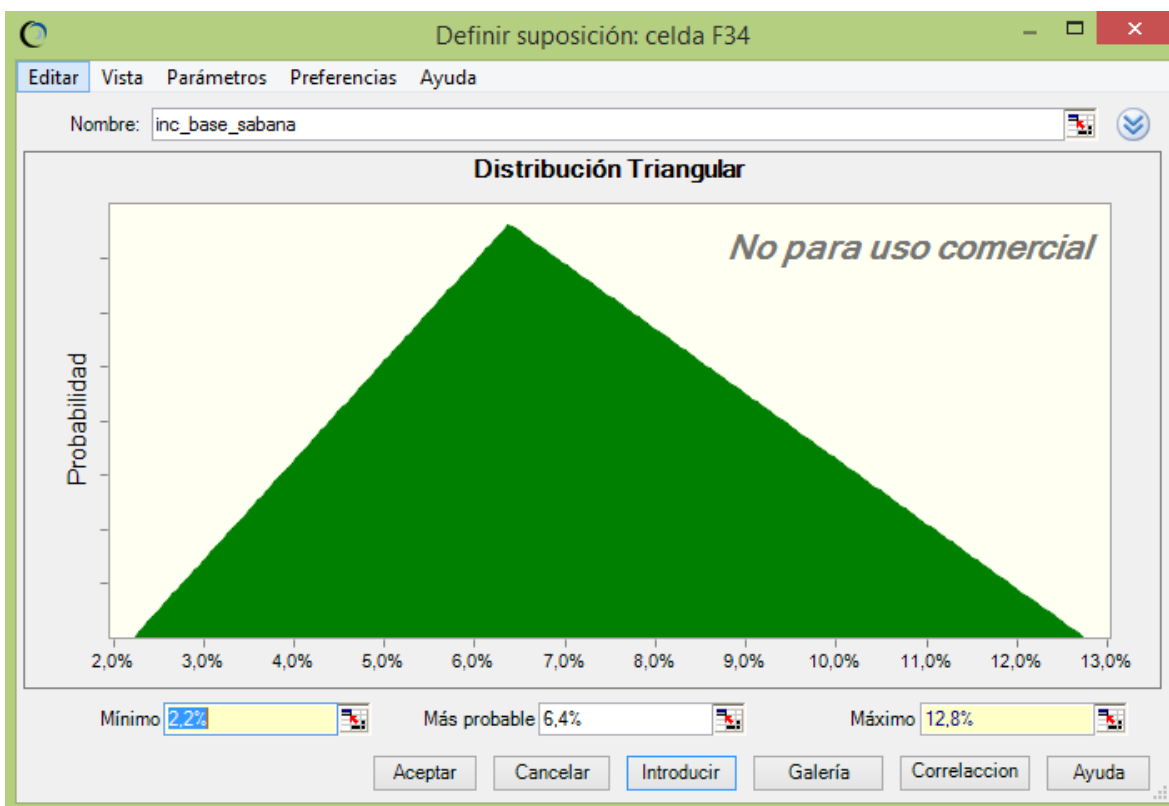 Definir suposición: celda F34
Editar Vista Parámetros Preferencias Ayuda
Nombre: inc_base_sabana
Distribución Triangular
No para uso comercial
Probabilidad
2,0% 3,0% 4,0% 5,0% 6,0% 7,0% 8,0% 9,0% 10,0% 11,0% 12,0% 13,0%
Mínimo 2,2% Más probable 6,4% Máximo 12,8%
Aceptar Cancelar Introducir Galería Correlaccion Ayuda